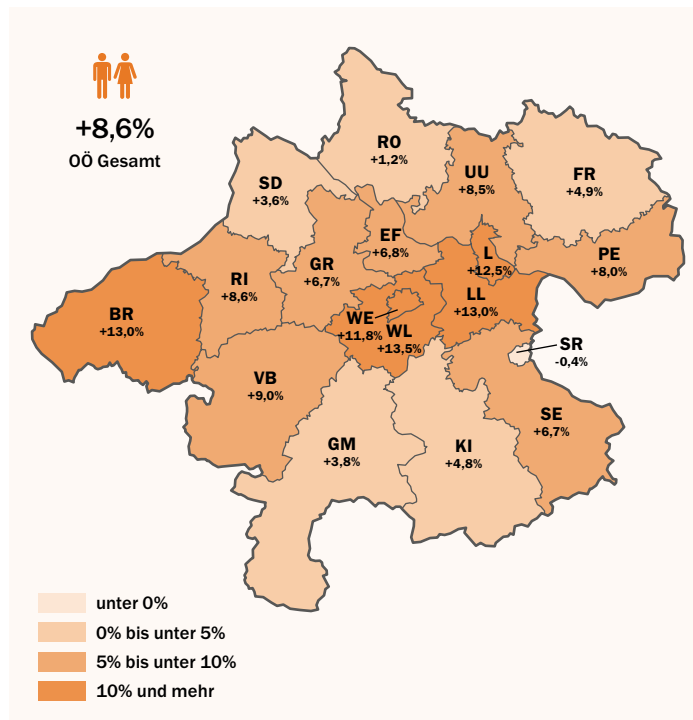 +8,6%
OÖ Gesamt
RO
+1,2%
UU
+8,5%
FR
+4,9%
SD
+3,6%
EF
+6,8%
L
+12,5%
PE
+8,0%
GR
+6,7%
RI
+8,6%
LL
+13,0%
BR
+13,0%
WE
+11,8%
WL
+13,5%
SR
-0,4%
VB
+9,0%
SE
+6,7%
GM
+3,8%
KI
+4,8%
unter 0%
0% bis unter 5%
5% bis unter 10%
10% und mehr